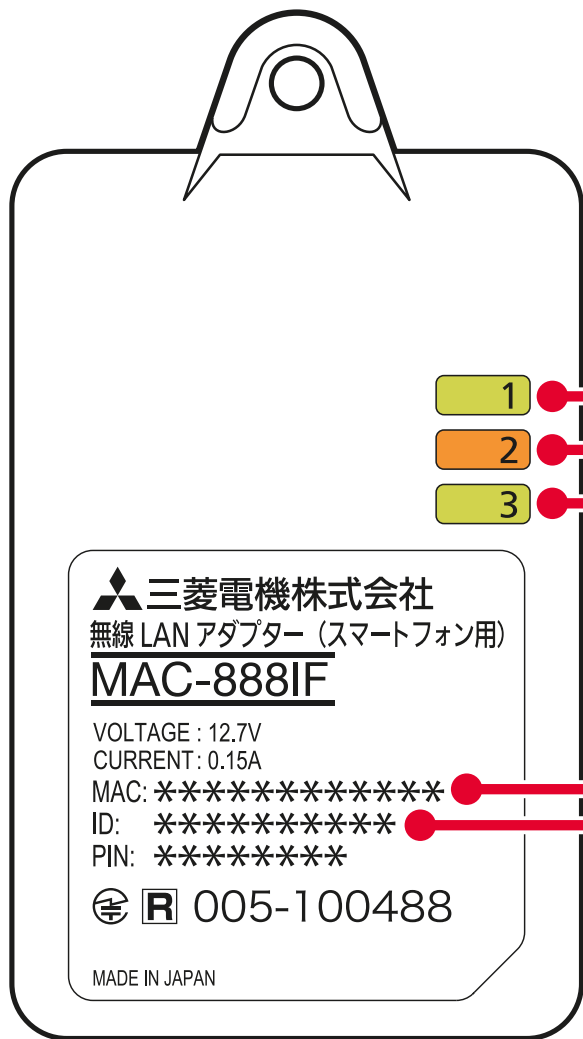 1
2
3
三菱電機株式会社
無線 LAN アダプター（スマートフォン用）
MAC-888IF
VOLTAGE : 12.7V
CURRENT : 0.15A
MAC: ************
ID: **********
PIN: ********
R 005-100488
MADE IN JAPAN